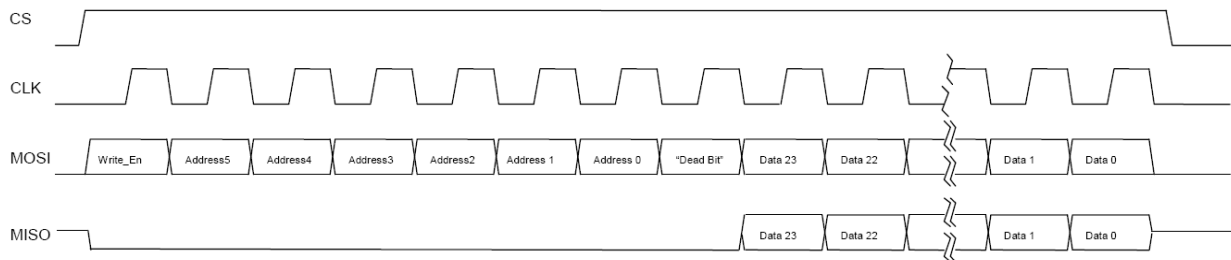 CS
CLK
MOSI
Write_En Address5 Address4 Address3 Address2 Address 1 Address 0 "Dead Bit" Data 23 Data 22 Data 1 Data 0
MISO
Data 23 Data 22 Data 1 Data 0